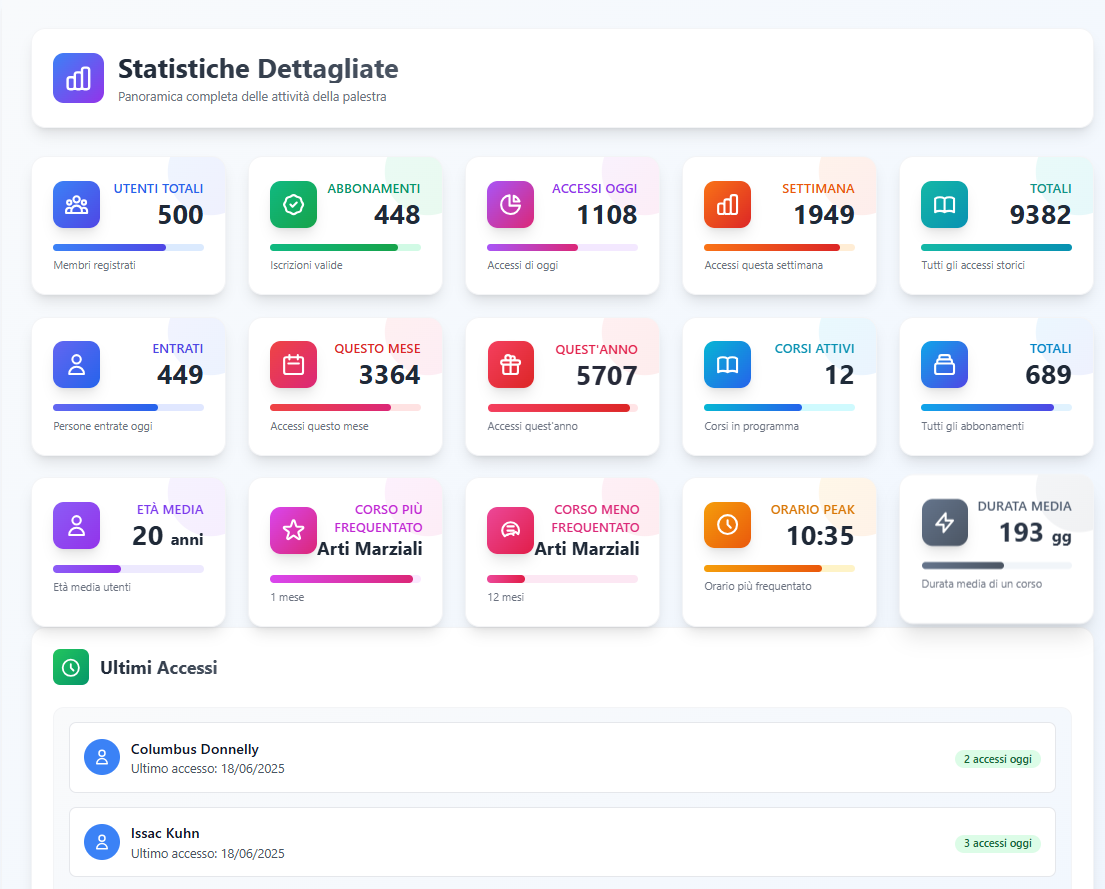 Statistiche Dettagliate
Panoramica completa delle attività della palestra
UTENTI TOTALI
500
Membri registrati
ABBONAMENTI
448
Iscrizioni valide
ACCESSI OGGI
1108
Accessi di oggi
SETTIMANA
1949
Accessi questa settimana
TOTALI
9382
Tutti gli accessi storici
ENTRATI
449
Persone entrate oggi
QUESTO MESE
3364
Accessi questo mese
QUEST'ANNO
5707
Accessi quest'anno
CORSI ATTIVI
12
Corsi in programma
TOTALI
689
Tutti gli abbonamenti
ETÀ MEDIA
20 anni
Età media utenti
CORSO PIÙ
FREQUENTATO
Arti Marziali
1 mese
CORSO MENO
FREQUENTATO
Arti Marziali
12 mesi
ORARIO PEAK
10:35
Orario più frequentato
DURATA MEDIA
193 gg
Durata media di un corso
Ultimi Accessi
Columbus Donnelly
Ultimo accesso: 18/06/2025
2 accessi oggi
Issac Kuhn
Ultimo accesso: 18/06/2025
3 accessi oggi